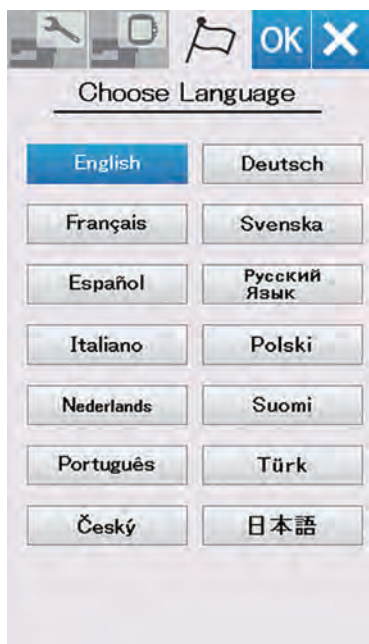 OK
Choose Language
English
Deutsch
Français
Svenska
Español
Русский
Язык
Italiano
Polski
Nederlands
Suomi
Português
Türk
Český
日本語